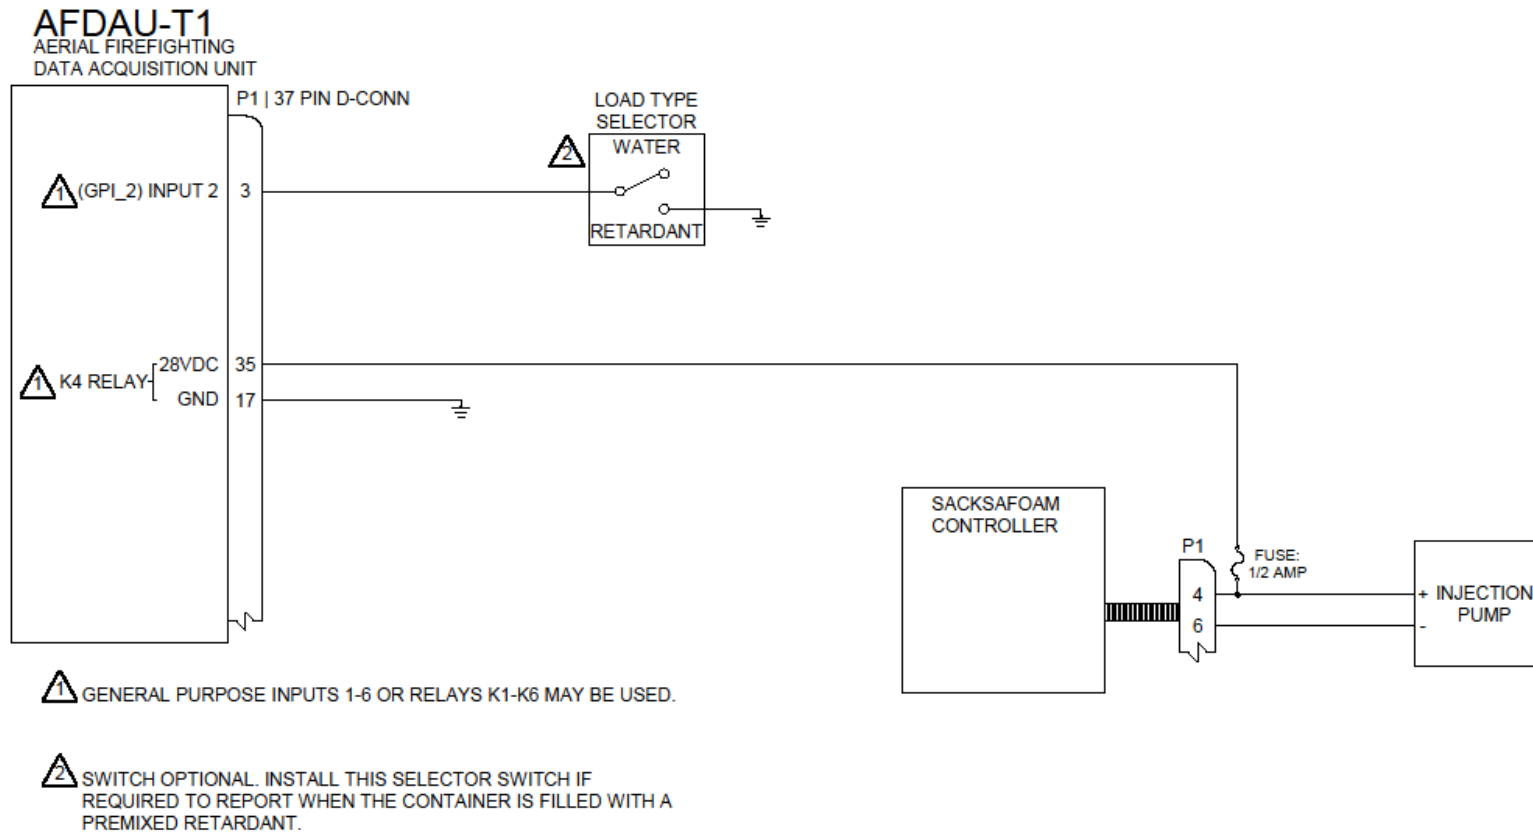 AFDAU-T1
AERIAL FIREFIGHTING
DATA ACQUISITION UNIT
P1 | 37 PIN D-CONN
LOAD TYPE
SELECTOR
2
WATER
1 (GPI_2) INPUT 2 3
RETARDANT
28VDC 35
1 K4 RELAY
GND 17
SACKSAFOAM
CONTROLLER
P1
FUSE:
1/2 AMP
4
+ INJECTION
PUMP
6
-
1 GENERAL PURPOSE INPUTS 1-6 OR RELAYS K1-K6 MAY BE USED.
2 SWITCH OPTIONAL. INSTALL THIS SELECTOR SWITCH IF
REQUIRED TO REPORT WHEN THE CONTAINER IS FILLED WITH A
PREMIXED RETARDANT.